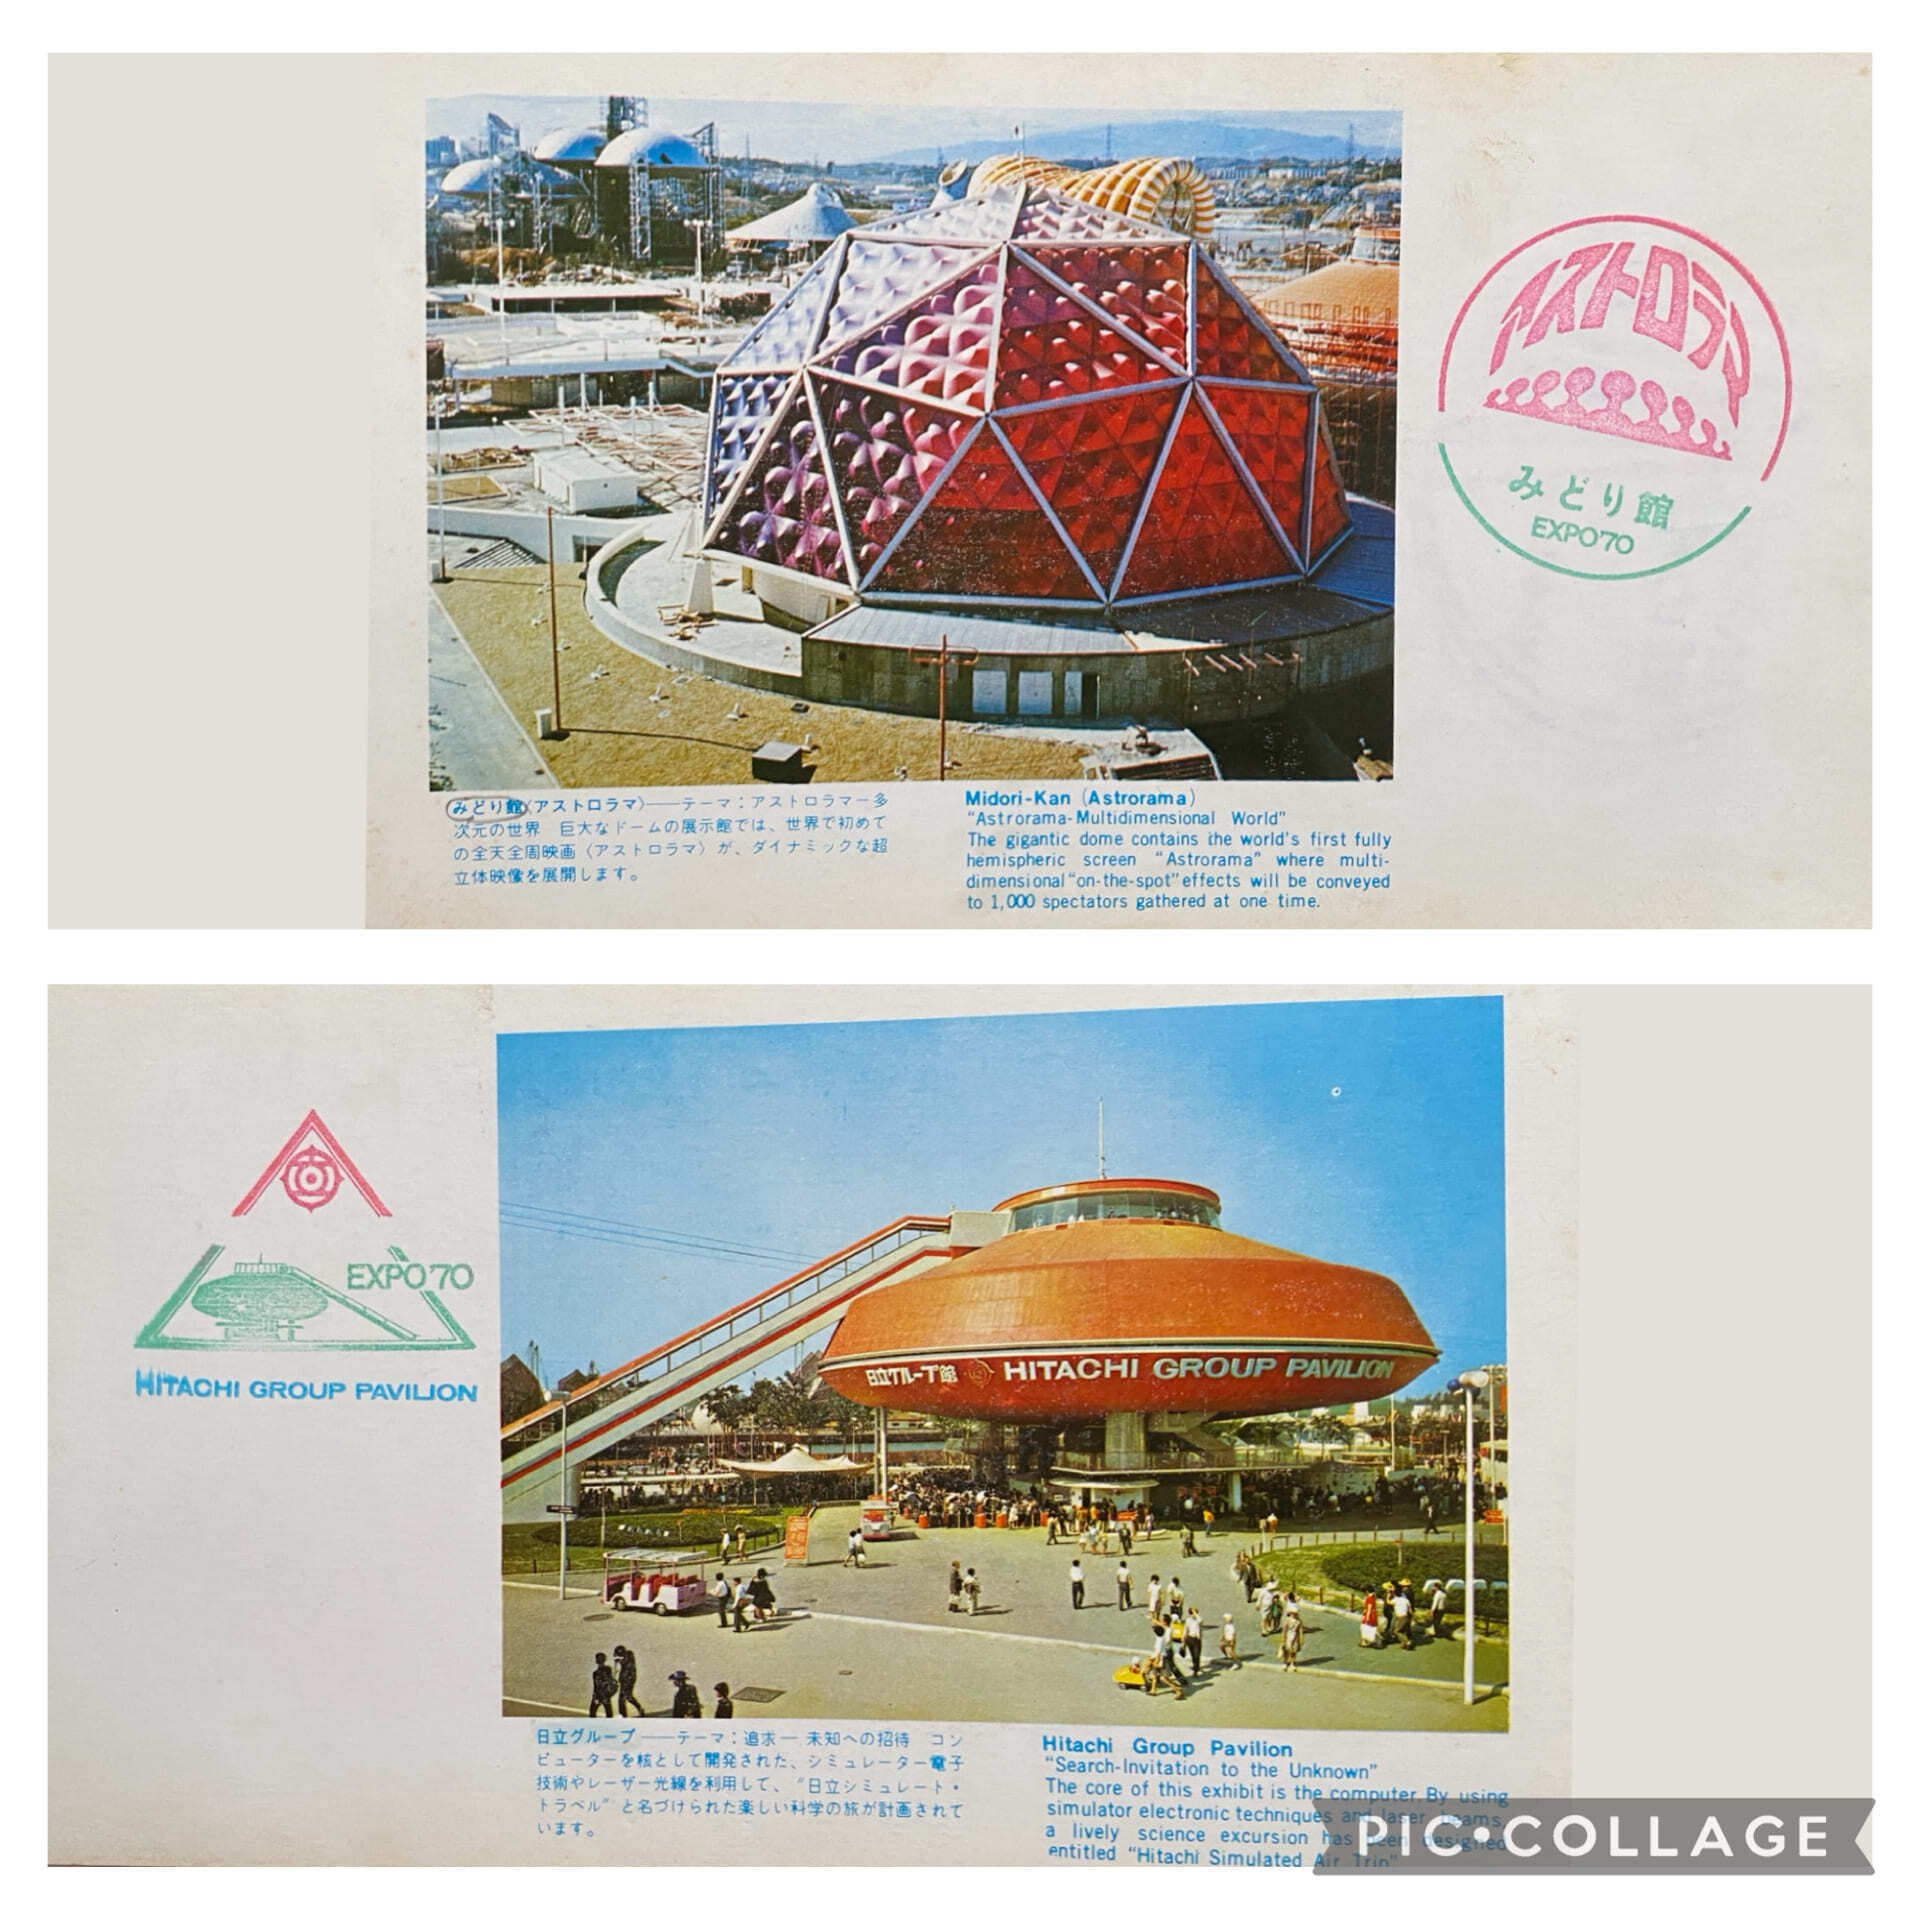 アストロラマ
みどり館
EXPO'70
みどり館〈アストロラマ〉——テーマ：アストロラマー多
次元の世界　巨大なドームの展示館では、世界で初めて
の全天全周映画〈アストロラマ〉が、ダイナミックな超
立体映像を展開します。
Midori-Kan (Astrorama)
"Astrorama-Multidimensional World"
The gigantic dome contains the world's first fully
hemispheric screen "Astrorama" where multi-
dimensional "on-the-spot" effects will be conveyed
to 1,000 spectators gathered at one time.
EXPO'70
HITACHI GROUP PAVILION
日立グループ館 HITACHI GROUP PAVILION
日立グループ——テーマ：追求—未知への招待　コン
ピューターを核として開発された、シミュレーター電子
技術やレーザー光線を利用して、"日立シミュレート・
トラベル"と名づけられた楽しい科学の旅が計画されて
います。
Hitachi Group Pavilion
"Search-Invitation to the Unknown"
The core of this exhibit is the computer. By using
simulator electronic techniques and laser beams,
a lively science excursion has been designed
entitled "Hitachi Simulated Air Trip"
PIC•COLLAGE